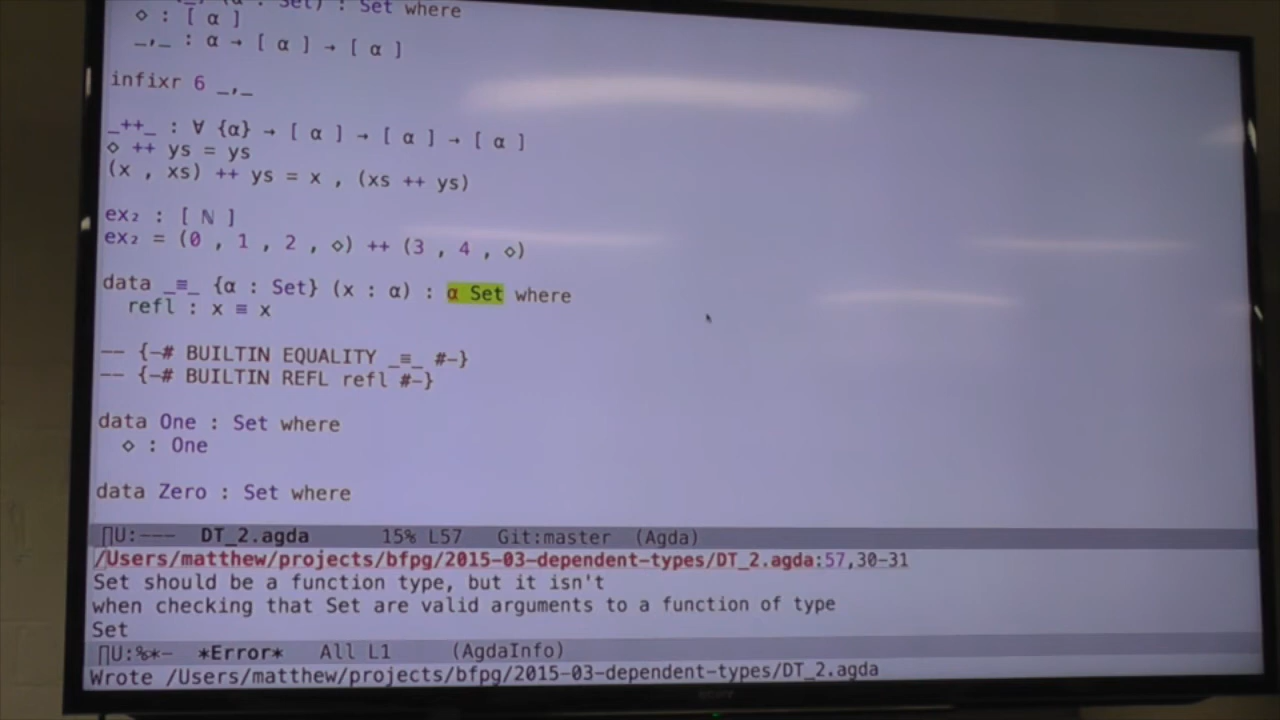 Set) : Set where
◇ : [ α ]
_,_ : α → [ α ] → [ α ]
infixr 6 _,_
_++_ : ∀ {α} → [ α ] → [ α ] → [ α ]
◇ ++ ys = ys
(x , xs) ++ ys = x , (xs ++ ys)
ex₂ : [ ℕ ]
ex₂ = (0 , 1 , 2 , ◇) ++ (3 , 4 , ◇)
data _≡_ {α : Set} (x : α) : α Set where
refl : x ≡ x
-- {-# BUILTIN EQUALITY _≡_ #-}
-- {-# BUILTIN REFL refl #-}
data One : Set where
◇ : One
data Zero : Set where
∏U:--- DT_2.agda 15% L57 Git:master (Agda)
/Users/matthew/projects/bfpg/2015-03-dependent-types/DT_2.agda:57,30-31
Set should be a function type, but it isn't
when checking that Set are valid arguments to a function of type
Set
∏U:%*- *Error* All L1 (AgdaInfo)
Wrote /Users/matthew/projects/bfpg/2015-03-dependent-types/DT_2.agda